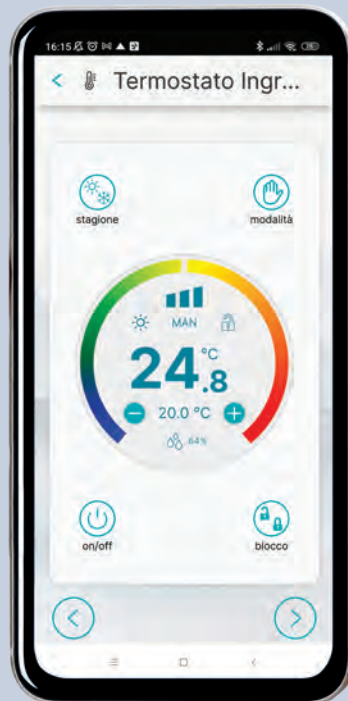 16:15
Termostato Ingr...
stagione
modalità
MAN
24.8 °C
20.0 °C
64%
on/off
blocco